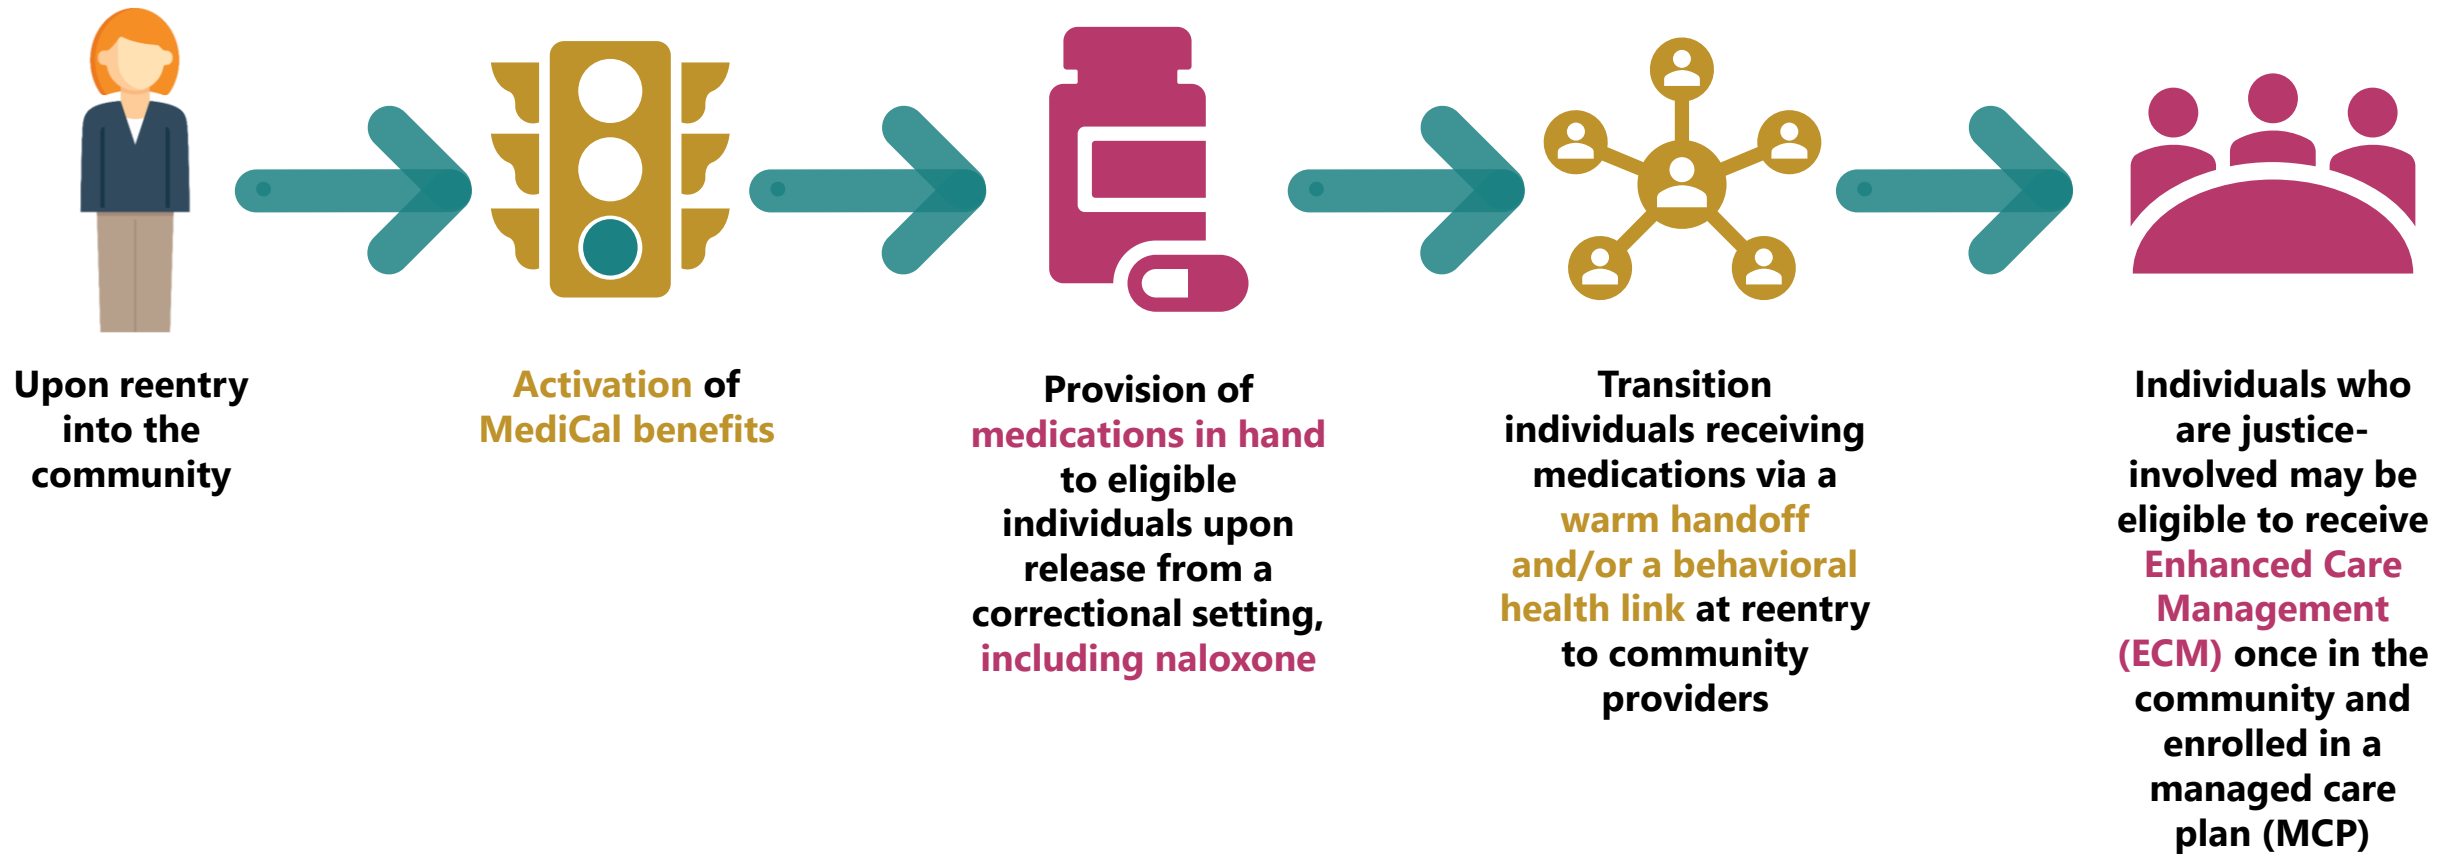 Upon reentry
into the
community
Activation of
MediCal benefits
Provision of
medications in hand
to eligible
individuals upon
release from a
correctional setting,
including naloxone
Transition
individuals receiving
medications via a
warm handoff
and/or a behavioral
health link at reentry
to community
providers
Individuals who
are justice-
involved may be
eligible to receive
Enhanced Care
Management
(ECM) once in the
community and
enrolled in a
managed care
plan (MCP)